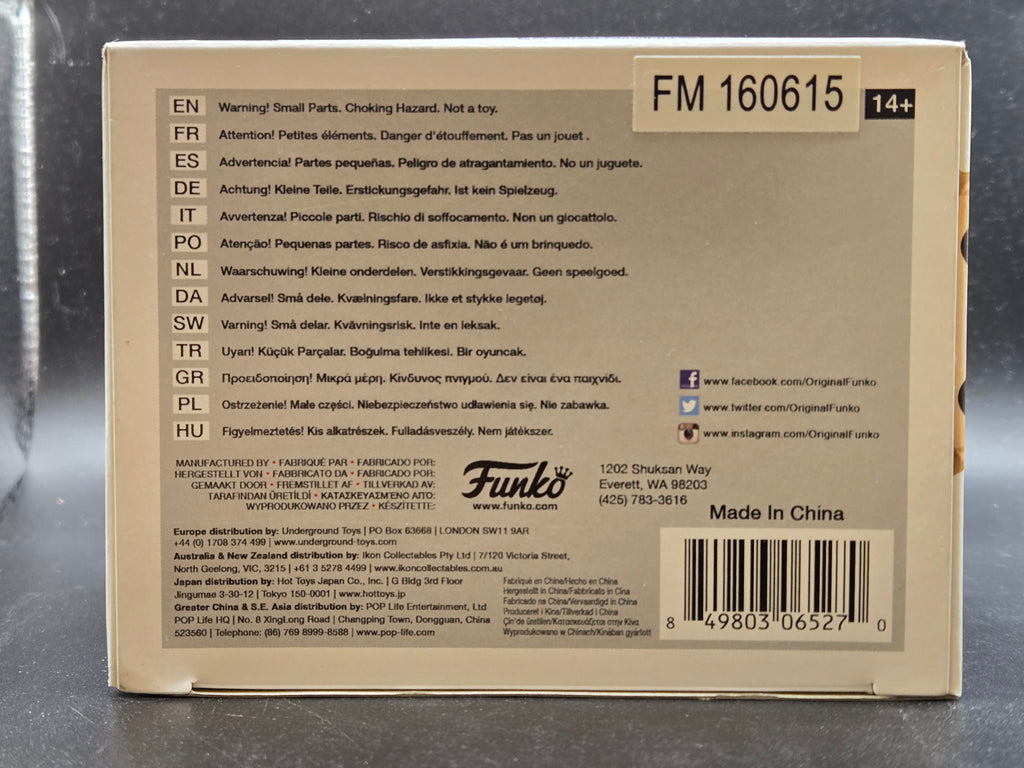 FM 160615
14+
EN Warning! Small Parts. Choking Hazard. Not a toy.
FR Attention! Petites éléments. Danger d'étouffement. Pas un jouet .
ES Advertencia! Partes pequeñas. Peligro de atragantamiento. No un juguete.
DE Achtung! Kleine Teile. Erstickungsgefahr. Ist kein Spielzeug.
IT Avvertenza! Piccole parti. Rischio di soffocamento. Non un giocattolo.
PO Atenção! Pequenas partes. Risco de asfixia. Não é um brinquedo.
NL Waarschuwing! Kleine onderdelen. Verstikkingsgevaar. Geen speelgoed.
DA Advarsel! Små dele. Kvælningsfare. Ikke et stykke legetøj.
SW Varning! Små delar. Kvävningsrisk. Inte en leksak.
TR Uyarı! Küçük Parçalar. Boğulma tehlikesi. Bir oyuncak.
GR Προειδοποίηση! Μικρά μέρη. Κίνδυνος πνιγμού. Δεν είναι ένα παιχνίδι.
PL Ostrzeżenie! Małe części. Niebezpieczeństwo udławienia się. Nie zabawka.
HU Figyelmeztetés! Kis alkatrészek. Fulladásveszély. Nem játékszer.
www.facebook.com/OriginalFunko
www.twitter.com/OriginalFunko
www.instagram.com/OriginalFunko
MANUFACTURED BY • FABRIQUÉ PAR • FABRICADO POR:
HERGESTELLT VON • FABBRICATO DA • FABRICADO POR:
GEMAAKT DOOR • FREMSTILLET AF • TILLVERKAD AV:
TARAFINDAN ÜRETİLDİ • ΚΑΤΑΣΚΕΥΑΣΜΕΝΟ ΑΠΟ:
WYPRODUKOWANO PRZEZ • KÉSZÍTETTE:
Funko
www.funko.com
1202 Shuksan Way
Everett, WA 98203
(425) 783-3616
Made In China
Europe distribution by: Underground Toys | PO Box 63668 | LONDON SW11 9AR
+44 (0) 1708 374 499 | www.underground-toys.com
Australia & New Zealand distribution by: Ikon Collectables Pty Ltd | 7/120 Victoria Street,
North Geelong, VIC, 3215 | +61 3 5278 4499 | www.ikoncollectables.com.au
Japan distribution by: Hot Toys Japan Co., Inc. | G Bldg 3rd Floor
Jingumae 3-30-12 | Tokyo 150-0001 | www.hottoys.jp
Greater China & S.E. Asia distribution by: POP Life Entertainment, Ltd
POP Life HQ | No. 8 XingLong Road | Changping Town, Dongguan, China
523560 | Telephone: (86) 769 8999-8588 | www.pop-life.com
Fabriqué en Chine/Hecho en China
Hergestellt in China/Fabbricato in Cina
Fabricado na China/Vervaardigd in China
Produceret i Kina/Tillverkad i China
Çin'de üretilen/Κατασκευάζεται στην Κίνα
Wyprodukowano w Chinach/Kínában gyártott
8 49803 06527 0